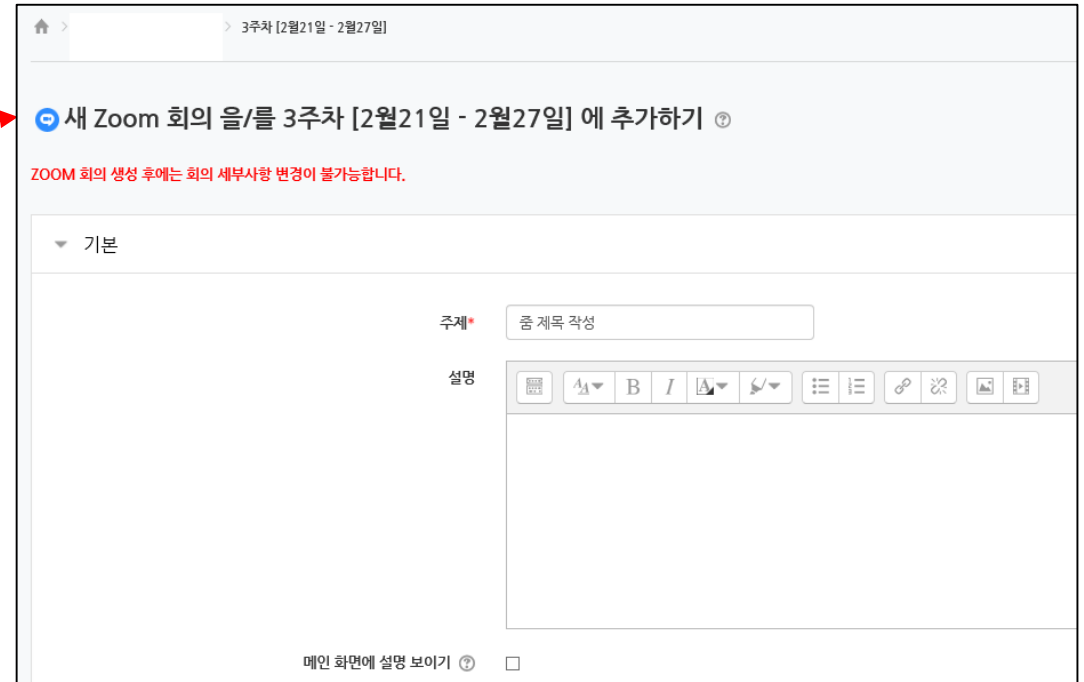 3주차 [2월21일 - 2월27일]
새 Zoom 회의 을/를 3주차 [2월21일 - 2월27일] 에 추가하기
ZOOM 회의 생성 후에는 회의 세부사항 변경이 불가능합니다.
기본
주제*
줌 제목 작성
설명
메인 화면에 설명 보이기